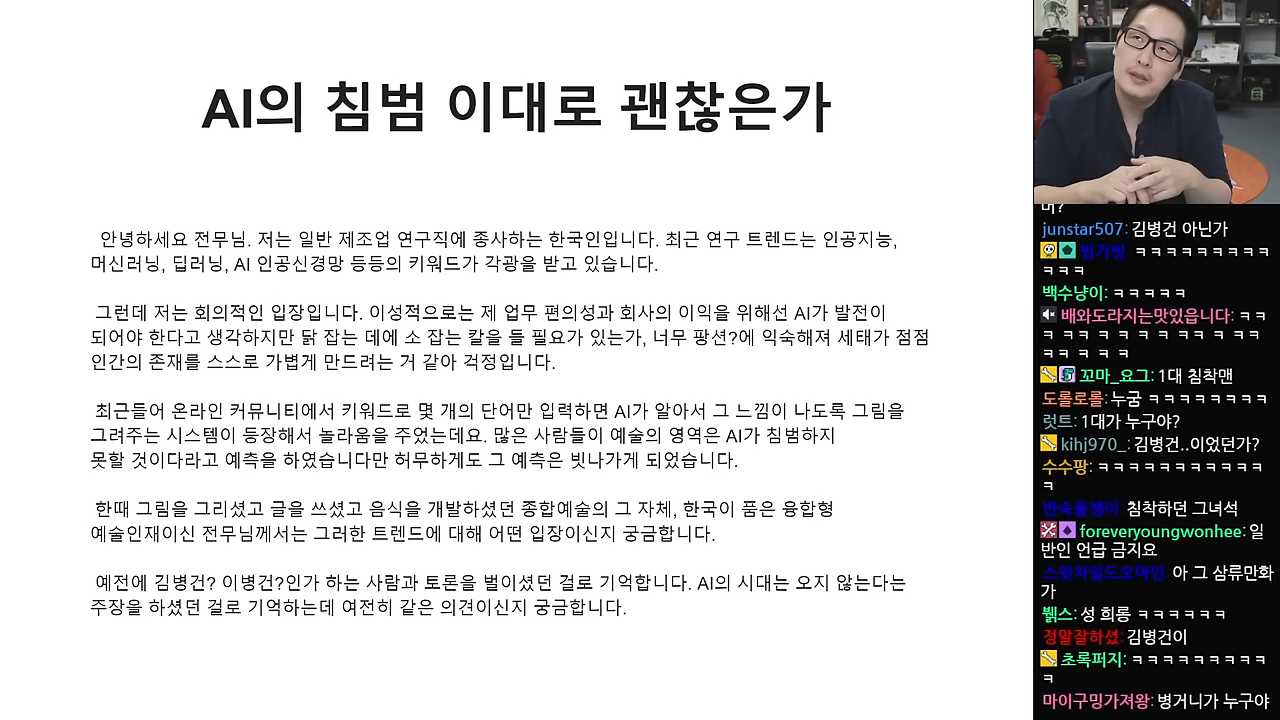 AI의 침범 이대로 괜찮은가
안녕하세요 전무님. 저는 일반 제조업 연구직에 종사하는 한국인입니다. 최근 연구 트렌드는 인공지능,
머신러닝, 딥러닝, AI 인공신경망 등등의 키워드가 각광을 받고 있습니다.
그런데 저는 회의적인 입장입니다. 이성적으로는 제 업무 편의성과 회사의 이익을 위해선 AI가 발전이
되어야 한다고 생각하지만 닭 잡는 데에 소 잡는 칼을 들 필요가 있는가, 너무 팡션?에 익숙해져 세태가 점점
인간의 존재를 스스로 가볍게 만드려는 거 같아 걱정입니다.
최근들어 온라인 커뮤니티에서 키워드로 몇 개의 단어만 입력하면 AI가 알아서 그 느낌이 나도록 그림을
그려주는 시스템이 등장해서 놀라움을 주었는데요. 많은 사람들이 예술의 영역은 AI가 침범하지
못할 것이다라고 예측을 하였습니다만 허무하게도 그 예측은 빗나가게 되었습니다.
한때 그림을 그리셨고 글을 쓰셨고 음식을 개발하셨던 종합예술의 그 자체, 한국이 품은 융합형
예술인재이신 전무님께서는 그러한 트렌드에 대해 어떤 입장이신지 궁금합니다.
예전에 김병건? 이병건?인가 하는 사람과 토론을 벌이셨던 걸로 기억합니다. AI의 시대는 오지 않는다는
주장을 하셨던 걸로 기억하는데 여전히 같은 의견이신지 궁금합니다.
junstar507: 김병건 아닌가
빙가빙: ㅋㅋㅋㅋㅋㅋㅋㅋㅋ
ㅋㅋㅋ
백수냥이: ㅋㅋㅋㅋㅋ
배와도라지는맛있읍니다: ㅋㅋ
ㅋ ㅋㅋ ㅋ ㅋ ㅋ ㅋㅋ ㅋ ㅋㅋ
ㅋㅋ ㅋ ㅋ ㅋ
꼬마_요그: 1대 침착맨
도롤로롤: 누굼 ㅋㅋㅋㅋㅋㅋㅋㅋ
럿트: 1대가 누구야?
kihj970_: 김병건..이었던가?
수수팡: ㅋㅋㅋㅋㅋㅋㅋㅋㅋㅋㅋ
ㅋ
침착하던 그녀석
foreveryoungwonhee: 일
반인 언급 금지요
아 그 삼류만화
가
붸스: 성 희롱 ㅋㅋㅋㅋㅋㅋ
정말잘하셨: 김병건이
초록퍼지: ㅋㅋㅋㅋㅋㅋㅋㅋㅋ
ㅋ
마이구밍가져왕: 병거니가 누구야